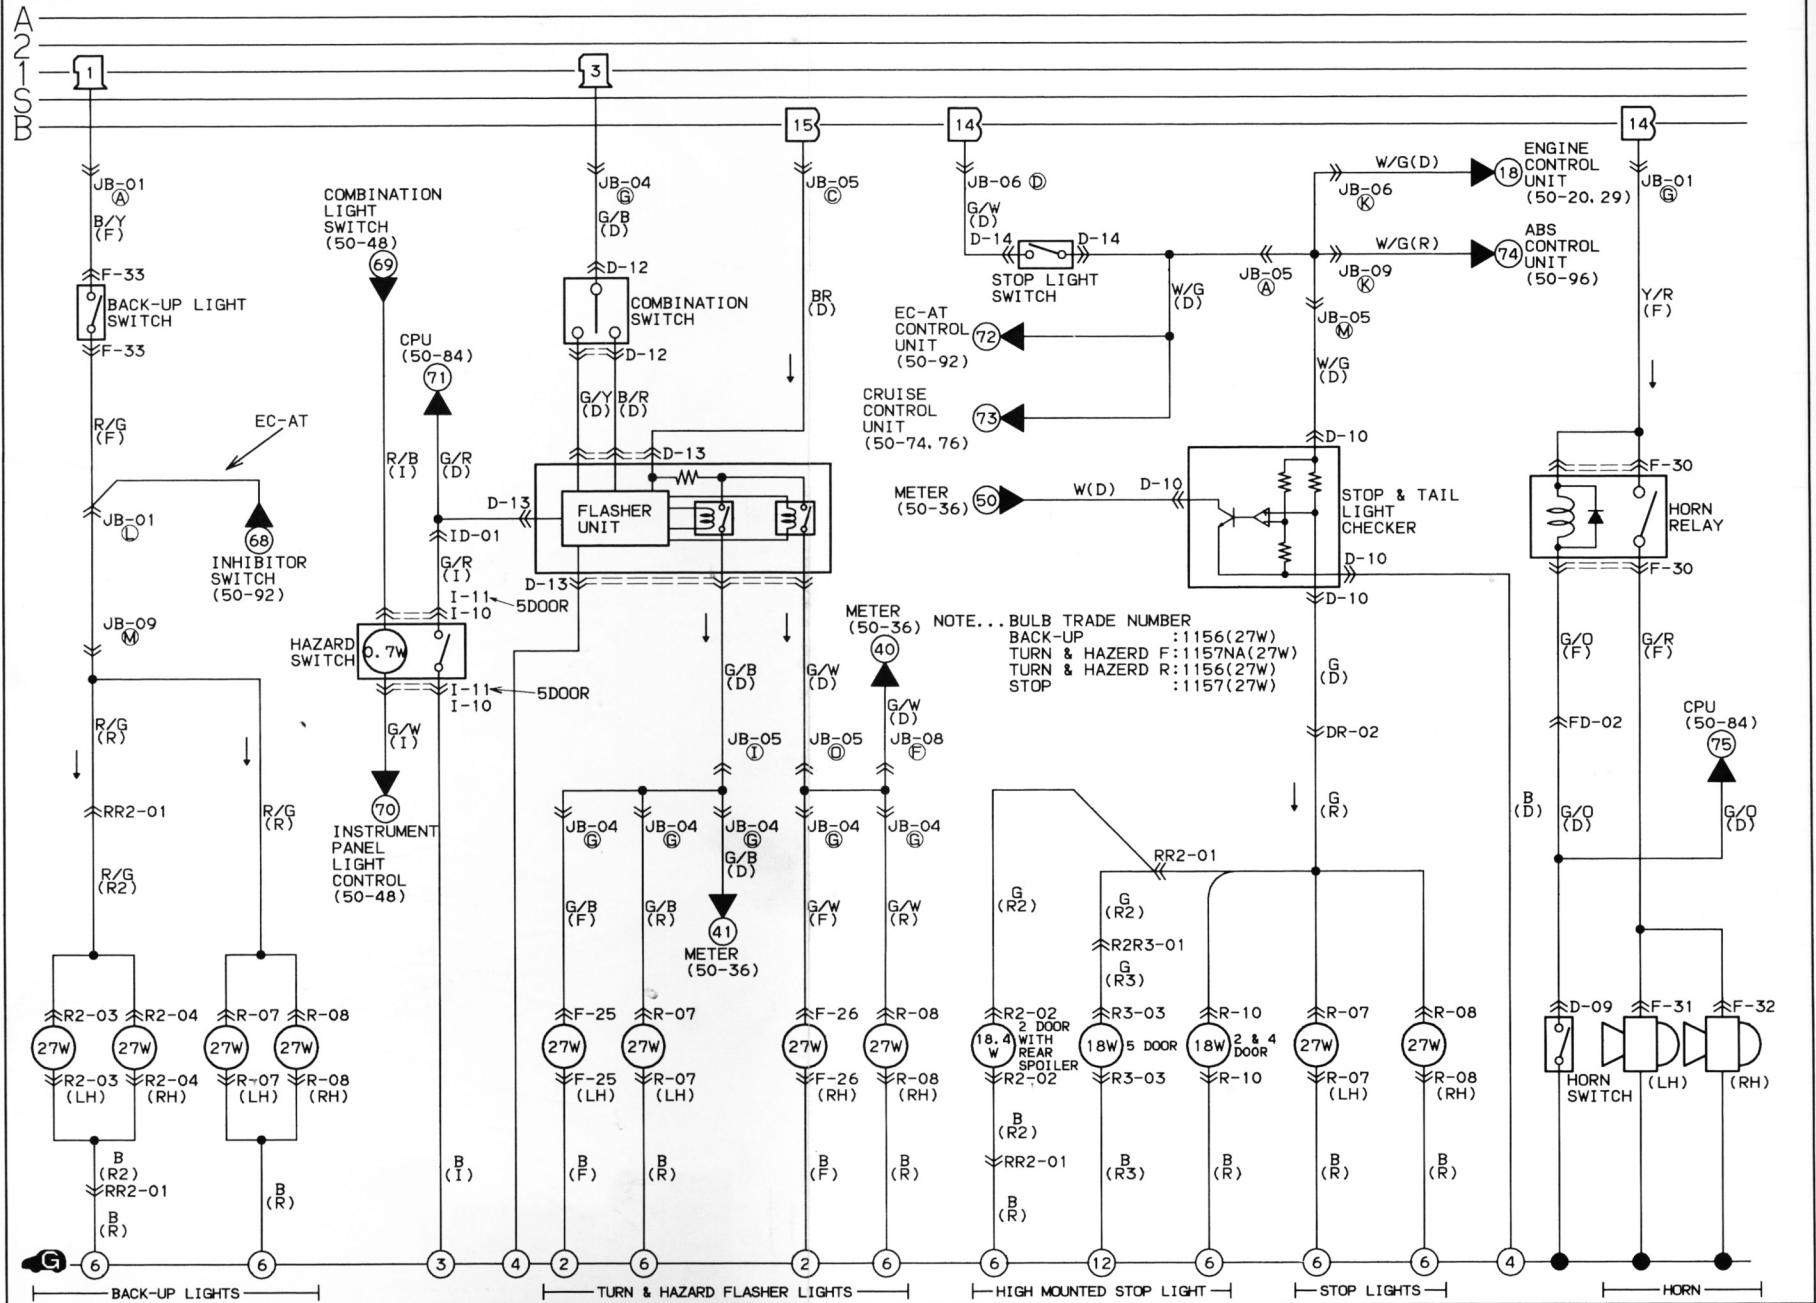 A
2
1
S
B
1
3
15
14
14
JB-01
A
B/Y
(F)
F-33
BACK-UP LIGHT
SWITCH
F-33
R/G
(F)
EC-AT
JB-01
L
68
INHIBITOR
SWITCH
(50-92)
JB-09
M
R/G
(R)
RR2-01
R/G
(R2)
R/G
(R)
R2-03
R2-04
R-07
R-08
27W
27W
27W
27W
R2-03
(LH)
R2-04
(RH)
R-07
(LH)
R-08
(RH)
B
(R2)
RR2-01
B
(R)
B
(R)
COMBINATION
LIGHT
SWITCH
(50-48)
69
R/B
(I)
CPU
(50-84)
71
G/R
(D)
ID-01
G/R
(I)
I-11
I-10
5DOOR
HAZARD
SWITCH
0.7W
I-11
I-10
5DOOR
G/W
(I)
70
INSTRUMENT
PANEL
LIGHT
CONTROL
(50-48)
B
(I)
JB-04
G
G/B
(D)
D-12
COMBINATION
SWITCH
D-12
G/Y
(D)
B/R
(D)
JB-05
C
BR
(D)
D-13
D-13
FLASHER
UNIT
D-13
G/B
(D)
G/W
(D)
METER
(50-36)
40
G/W
(D)
JB-05
I
JB-05
O
JB-08
F
JB-04
G
JB-04
G
JB-04
G
JB-04
G
JB-04
G
G/B
(D)
G/B
(F)
G/B
(R)
41
METER
(50-36)
G/W
(F)
G/W
(R)
F-25
R-07
F-26
R-08
27W
27W
27W
27W
F-25
(LH)
R-07
(LH)
F-26
(RH)
R-08
(RH)
B
(F)
B
(R)
B
(F)
B
(R)
JB-06 D
G/W
(D)
D-14
D-14
STOP LIGHT
SWITCH
W/G
(D)
EC-AT
CONTROL
UNIT
(50-92)
72
CRUISE
CONTROL
UNIT
(50-74.76)
73
JB-05
A
JB-06
K
W/G(D)
18
ENGINE
CONTROL
UNIT
(50-20.29)
JB-09
K
W/G(R)
74
ABS
CONTROL
UNIT
(50-96)
JB-05
M
W/G
(D)
D-10
METER
(50-36)
50
W(D)
D-10
STOP & TAIL
LIGHT
CHECKER
D-10
D-10
NOTE...BULB TRADE NUMBER
BACK-UP :1156(27W)
TURN & HAZERD F:1157NA(27W)
TURN & HAZERD R:1156(27W)
STOP :1157(27W)
G
(D)
DR-02
G
(R)
B
(D)
RR2-01
G
(R2)
G
(R2)
R2R3-01
G
(R3)
R2-02
R3-03
R-10
R-07
R-08
18.4
W
2 DOOR
WITH
REAR
SPOILER
18W
5 DOOR
18W
2 & 4
DOOR
27W
27W
R2-02
R3-03
R-10
R-07
(LH)
R-08
(RH)
B
(R2)
RR2-01
B
(R)
B
(R3)
B
(R)
B
(R)
B
(R)
JB-01
G
Y/R
(F)
F-30
HORN
RELAY
F-30
G/O
(F)
G/R
(F)
FD-02
CPU
(50-84)
75
G/O
(D)
G/O
(D)
D-09
F-31
F-32
HORN
SWITCH
(LH)
(RH)
G
6
6
3
4
2
6
2
6
6
12
6
6
6
4
BACK-UP LIGHTS
TURN & HAZARD FLASHER LIGHTS
HIGH MOUNTED STOP LIGHT
STOP LIGHTS
HORN